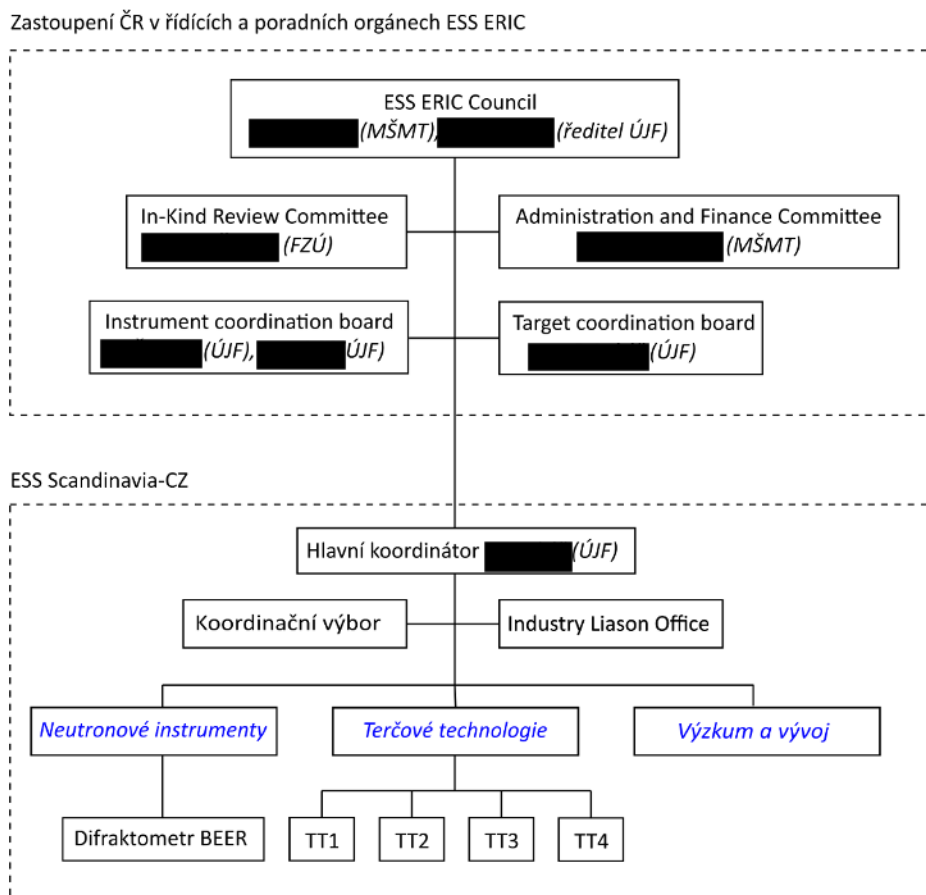 Zastoupení ČR v řídících a poradních orgánech ESS ERIC
ESS ERIC Council
(MŠMT), (ředitel ÚJF)
In-Kind Review Committee
(FZÚ)
Administration and Finance Committee
(MŠMT)
Instrument coordination board
(ÚJF), ÚJF)
Target coordination board
(ÚJF)
ESS Scandinavia-CZ
Hlavní koordinátor (ÚJF)
Koordinační výbor
Industry Liason Office
Neutronové instrumenty
Terčové technologie
Výzkum a vývoj
Difraktometr BEER
TT1
TT2
TT3
TT4